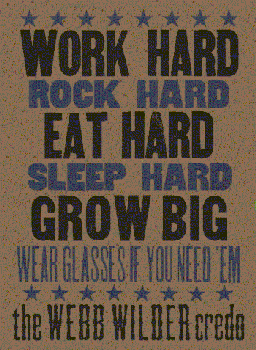 WORK HARD
ROCK HARD
EAT HARD
SLEEP HARD
GROW BIG
WEAR GLASSES IF YOU NEED 'EM
the WEBB WILDER credo